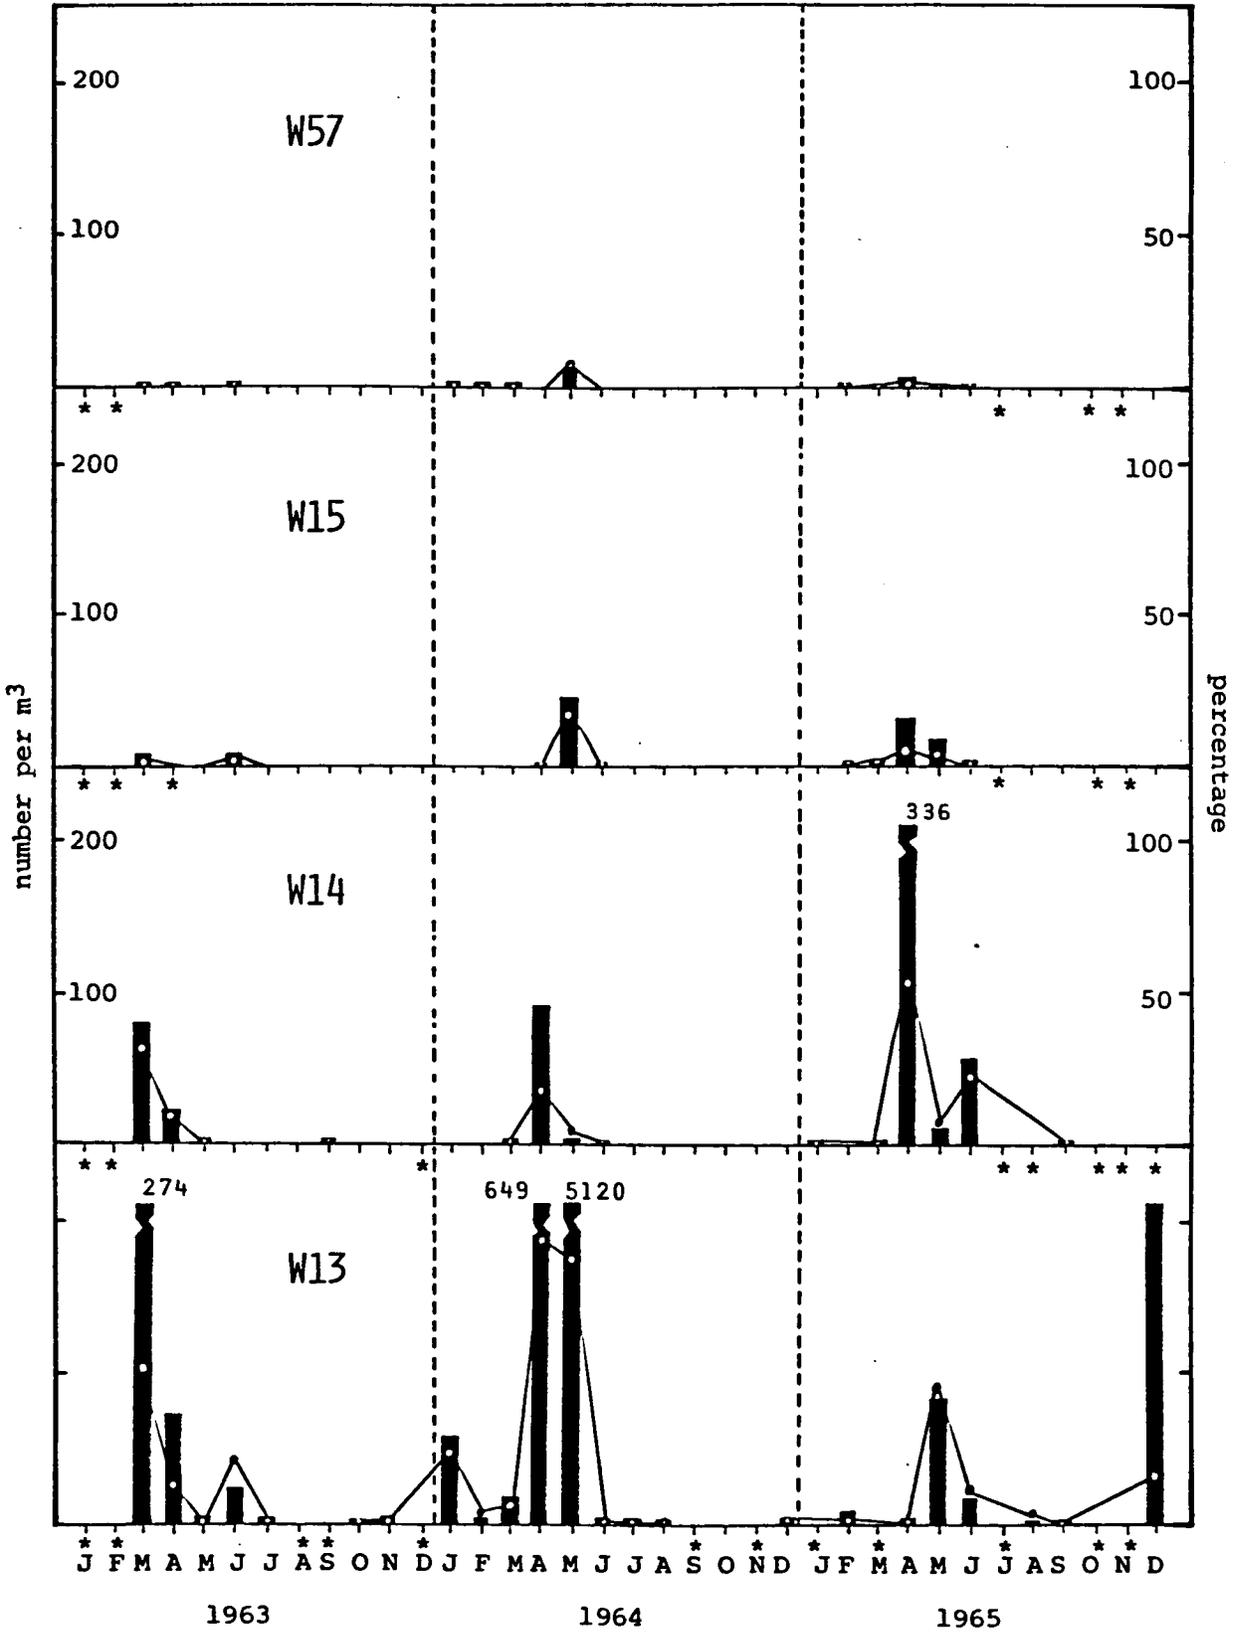 200 100
W57
100 50
* * * * *
200 100
W15
100 50
* * * * * *
336
200 100
W14
100 50
* * * * * * * *
274 649 5120
W13
* * * * * * * * * * * *
J F M A M J J A S O N D J F M A M J J A S O N D J F M A M J J A S O N D
1963 1964 1965
number per m3
percentage